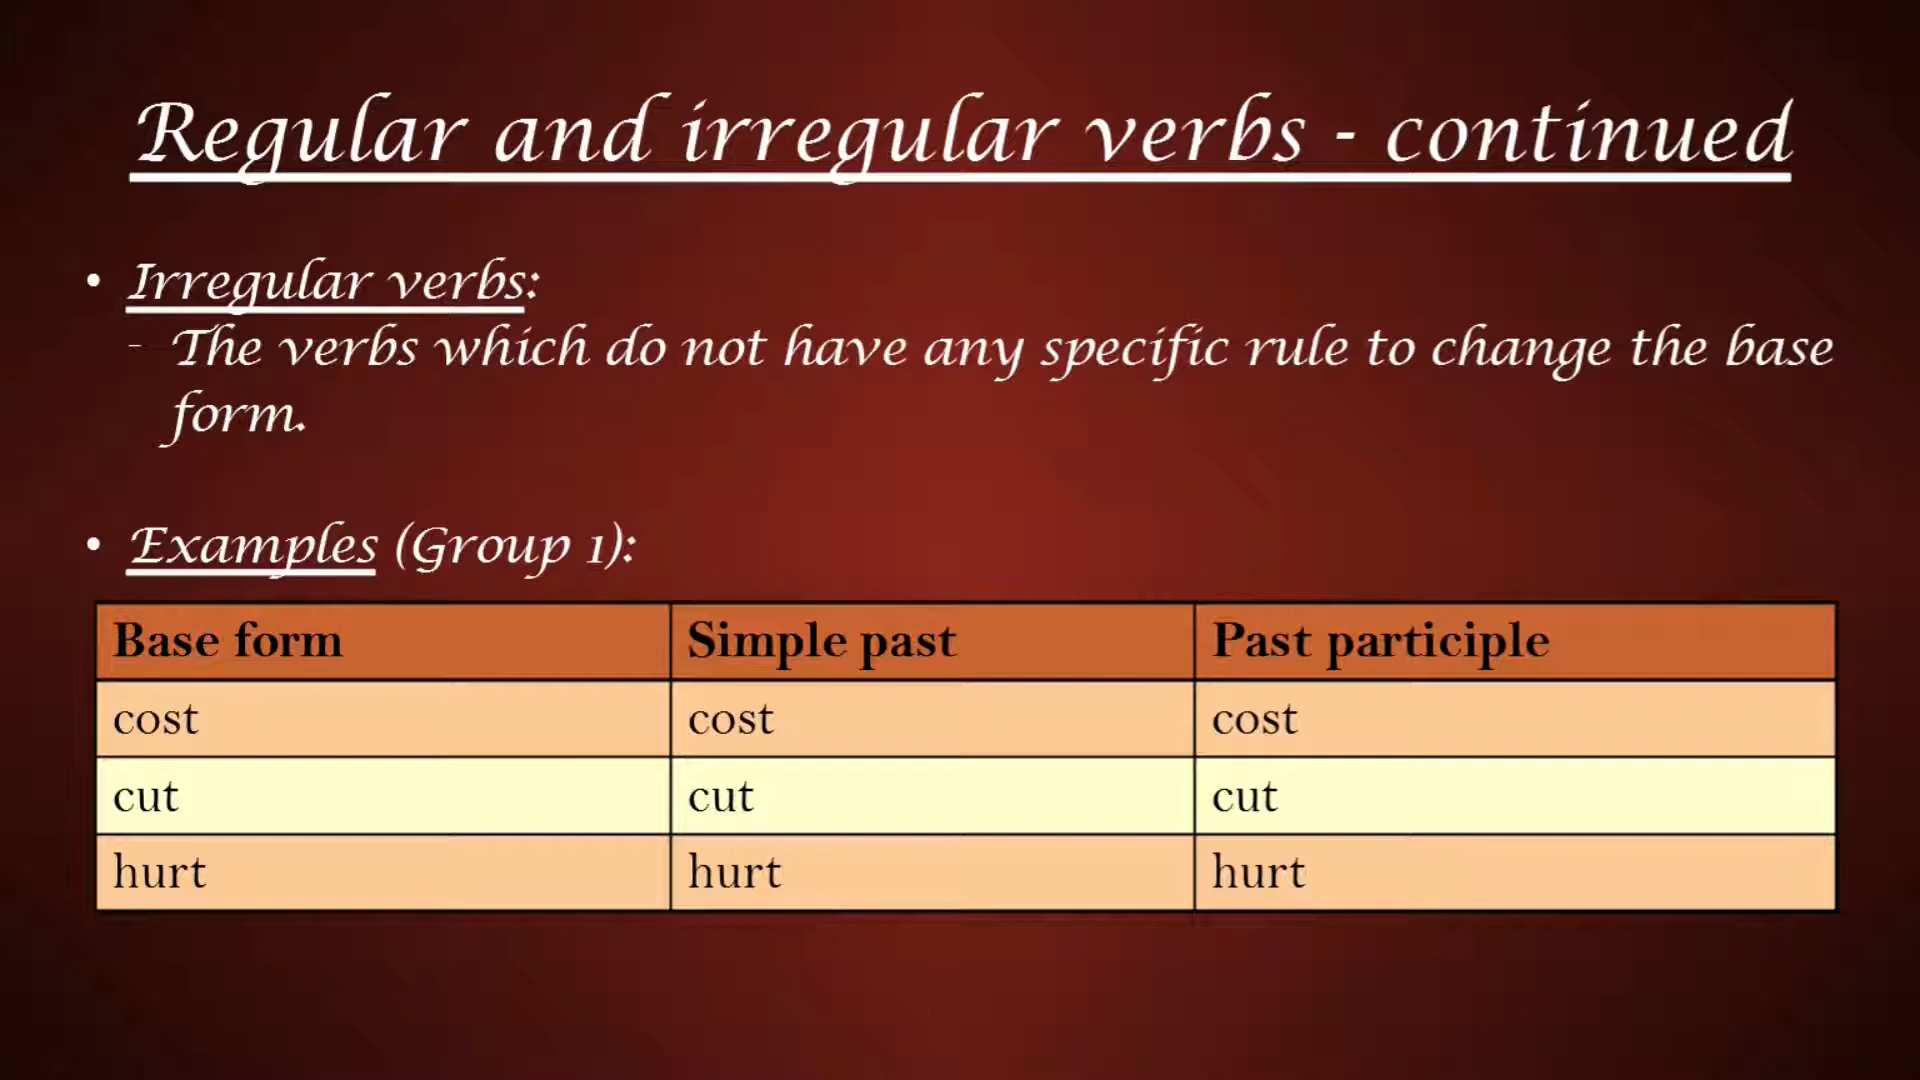 Regular and irregular verbs - continued
• Irregular verbs:
- The verbs which do not have any specific rule to change the base
form.
• Examples (Group 1):
Base form Simple past Past participle
cost cost cost
cut cut cut
hurt hurt hurt